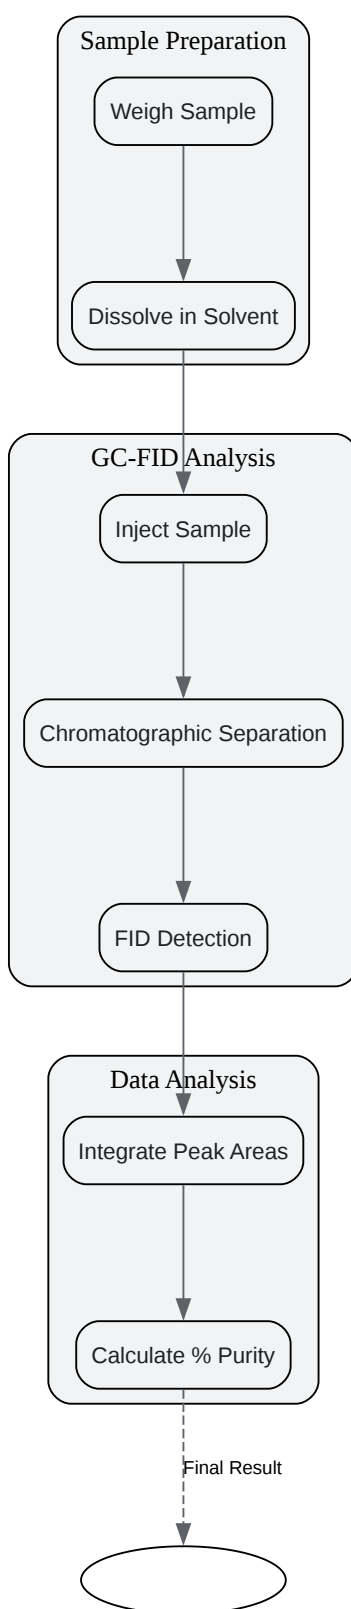 Sample Preparation
Weigh Sample
Dissolve in Solvent
GC-FID Analysis
Inject Sample
Chromatographic Separation
FID Detection
Data Analysis
Integrate Peak Areas
Calculate % Purity
Final Result